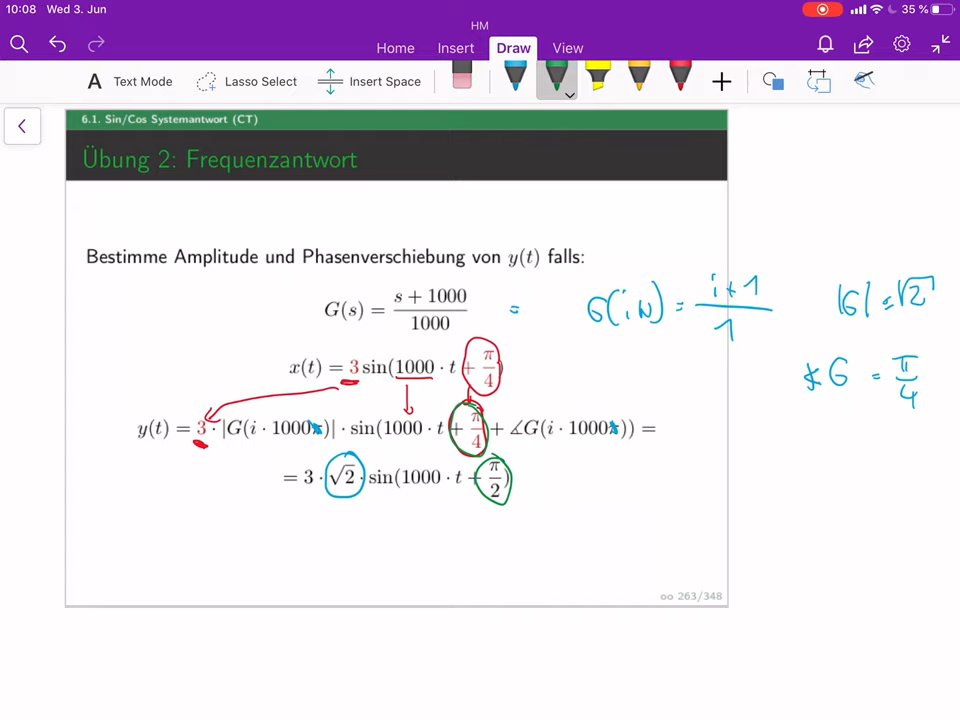 10:08 Wed 3. Jun
35 %
HM
Home Insert Draw View
A Text Mode Lasso Select Insert Space
6.1. Sin/Cos Systemantwort (CT)
Übung 2: Frequenzantwort
Bestimme Amplitude und Phasenverschiebung von y(t) falls:
G(s) = (s + 1000)/1000 = G(iω) = (i + 1)/1 |G| = √2
x(t) = 3 sin(1000 · t + π/4) ∡G = π/4
y(t) = 3 · |G(i · 1000)| · sin(1000 · t + π/4 + ∡G(i · 1000)) =
= 3 · √2 · sin(1000 · t + π/2)
oo 263/348